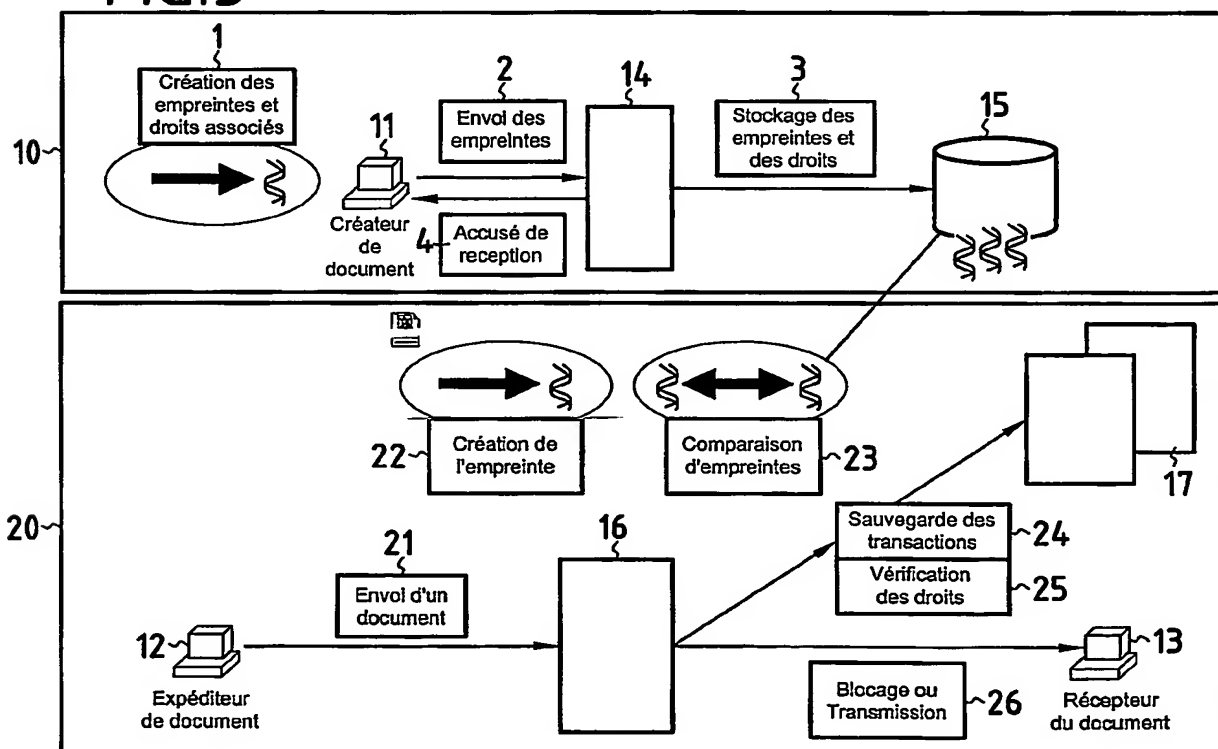 1
Création des
empreintes et
droits associés
2
Envoi des
empreintes
14
3
Stockage des
empreintes et
des droits
15
10
11
Créateur
de
document
4
Accusé de
reception
22
Création de
l'empreinte
Comparaison
d'empreintes
23
17
20
16
Sauvegarde des
transactions
24
Vérification
des droits
25
21
Envoi d'un
document
12
Expéditeur
de document
13
Récepteur
du document
Blocage ou
Transmission
26